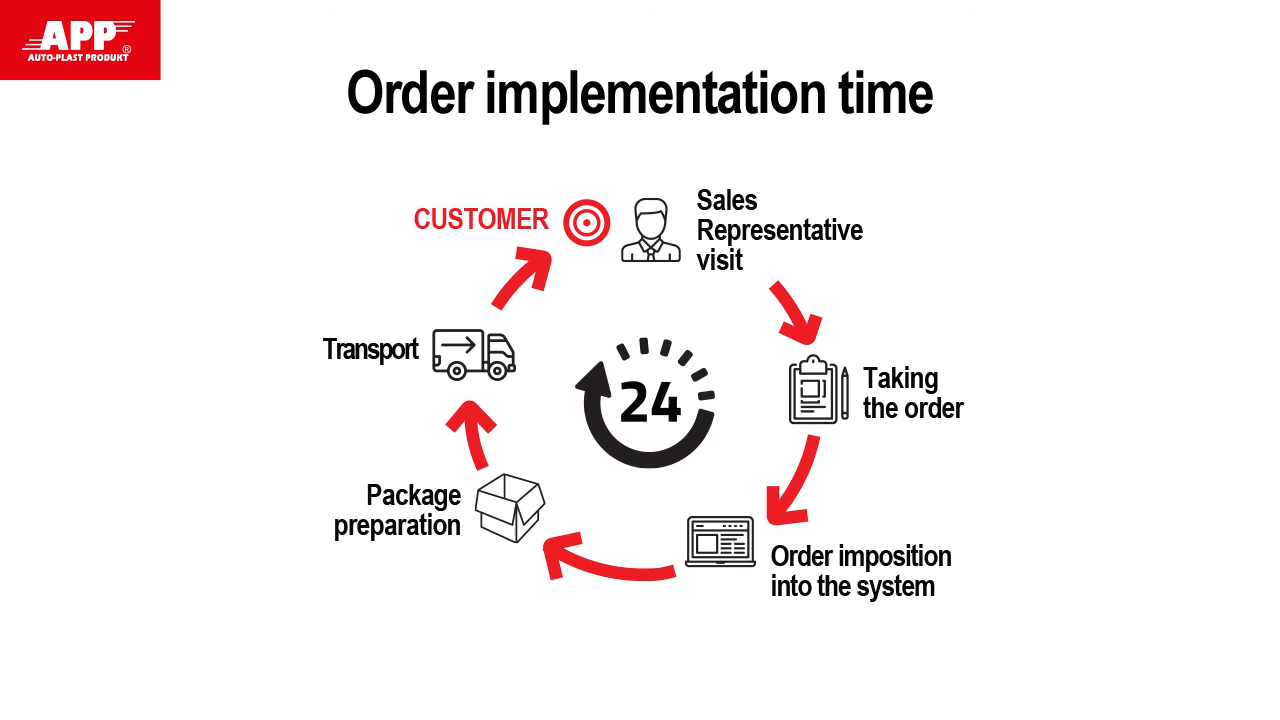 APP®
AUTO-PLAST PRODUKT
Order implementation time
CUSTOMER
Sales
Representative
visit
Taking
the order
Order imposition
into the system
Package
preparation
Transport
24